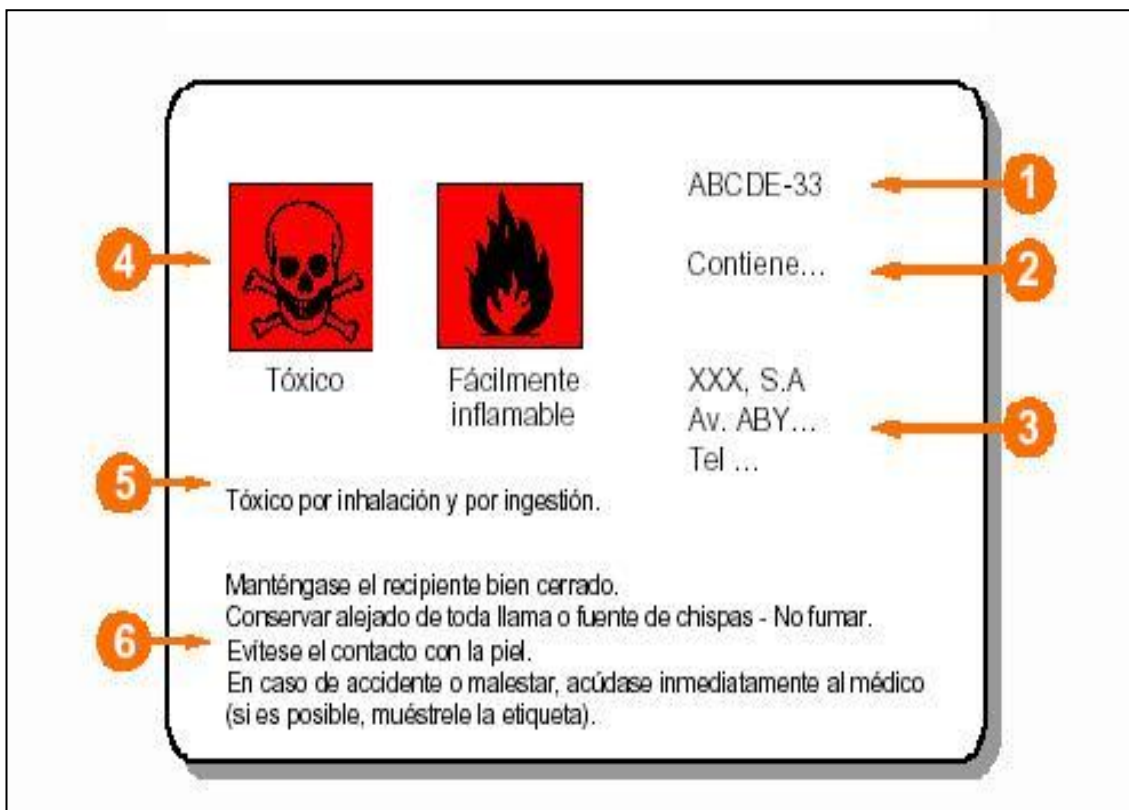 ABCDE-33
1
Contiene...
2
4
Tóxico
Fácilmente
inflamable
XXX, S.A
Av. ABY...
Tel ...
3
5
Tóxico por inhalación y por ingestión.
Manténgase el recipiente bien cerrado.
Conservar alejado de toda llama o fuente de chispas - No fumar.
6
Evítese el contacto con la piel.
En caso de accidente o malestar, acúdase inmediatamente al médico
(si es posible, muéstrele la etiqueta).